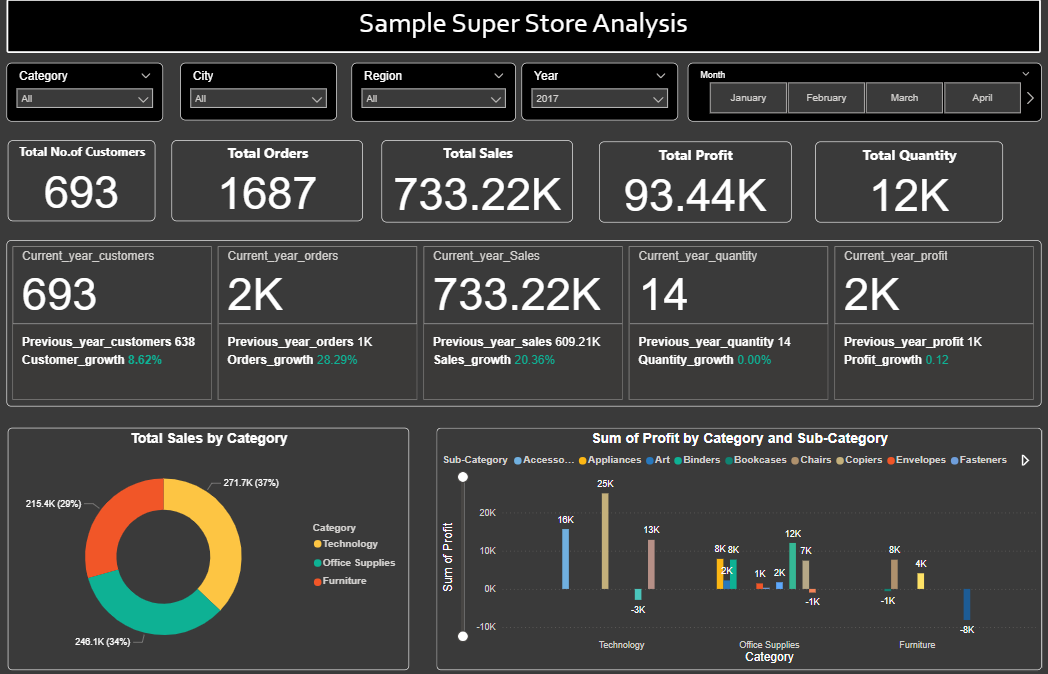 Sample Super Store Analysis
Category
All
City
All
Region
All
Year
2017
Month
January February March April
Total No.of Customers
693
Total Orders
1687
Total Sales
733.22K
Total Profit
93.44K
Total Quantity
12K
Current_year_customers
693
Previous_year_customers 638
Customer_growth 8.62%
Current_year_orders
2K
Previous_year_orders 1K
Orders_growth 28.29%
Current_year_Sales
733.22K
Previous_year_sales 609.21K
Sales_growth 20.36%
Current_year_quantity
14
Previous_year_quantity 14
Quantity_growth 0.00%
Current_year_profit
2K
Previous_year_profit 1K
Profit_growth 0.12
Total Sales by Category
271.7K (37%)
215.4K (29%)
246.1K (34%)
Category
Technology
Office Supplies
Furniture
Sum of Profit by Category and Sub-Category
Sub-Category Accesso... Appliances Art Binders Bookcases Chairs Copiers Envelopes Fasteners
Sum of Profit
20K
10K
0K
-10K
16K
25K
-3K
13K
8K
2K
8K
1K
2K
12K
7K
-1K
-1K
8K
4K
-8K
Technology Office Supplies Furniture
Category